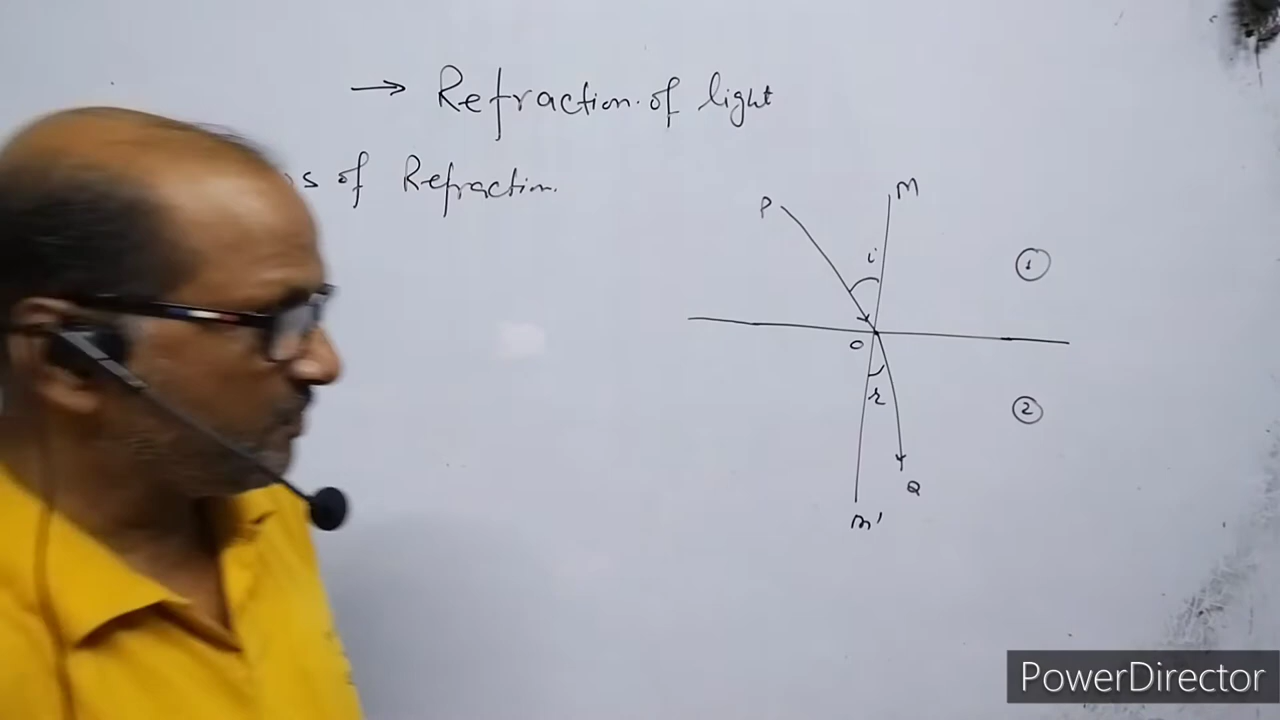 → Refraction of light
s of Refraction.
P
M
i
1
O
r
2
Q
M'
PowerDirector